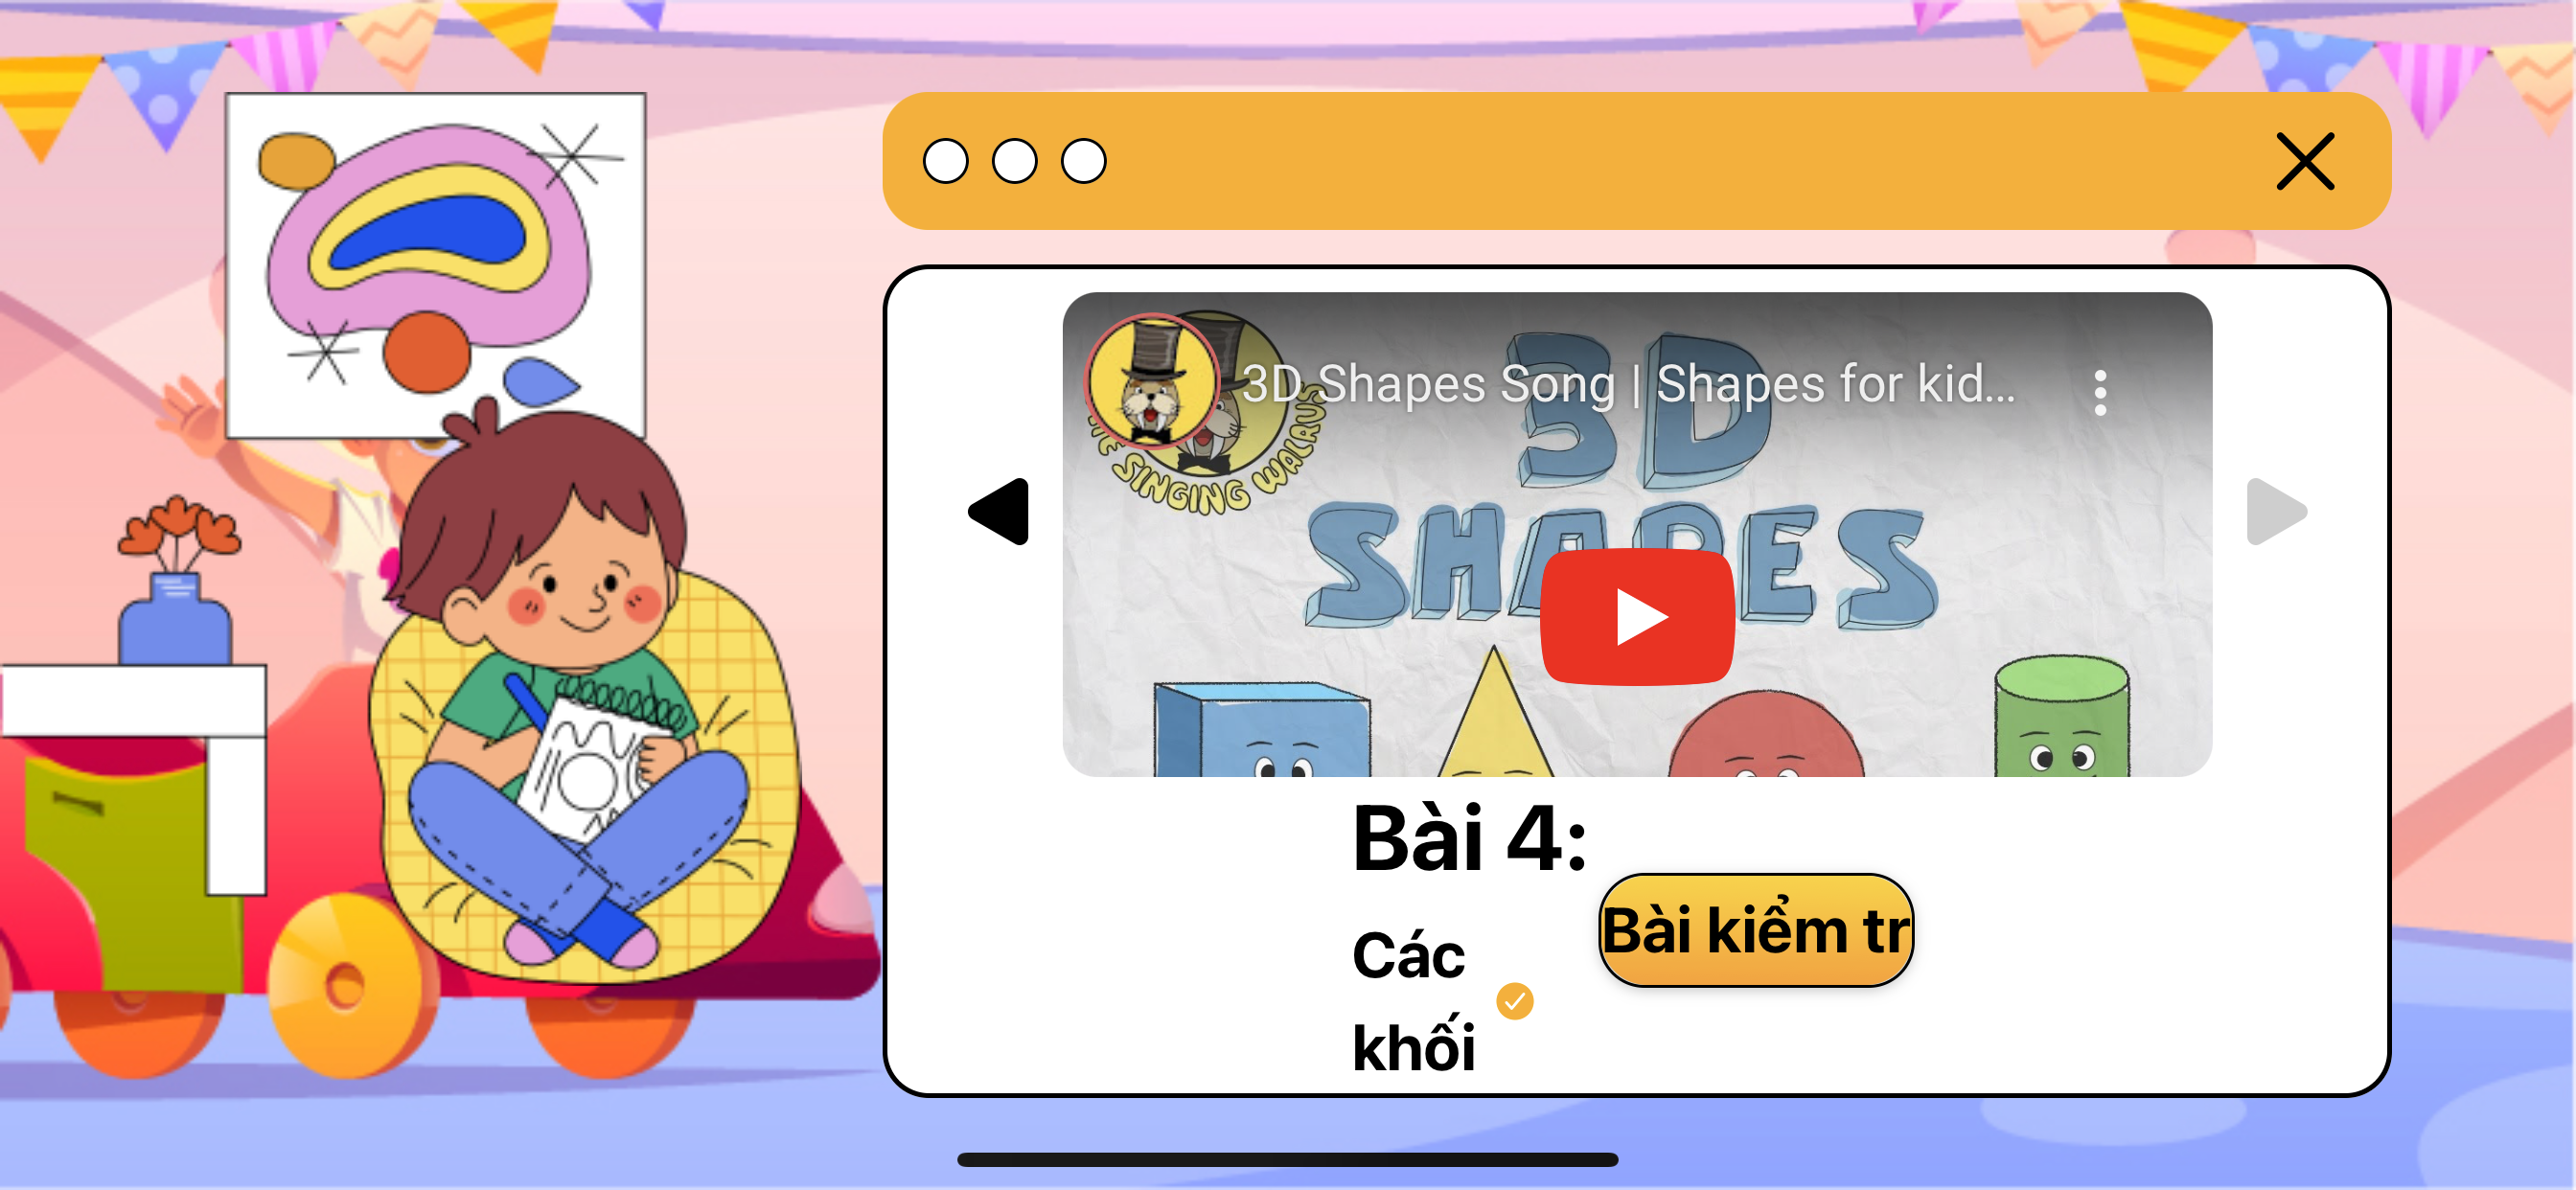 3D Shapes Song | Shapes for kid...
THE SINGING WALRUS
3D
SHAPES
Bài 4:
Các
khối
Bài kiểm tr